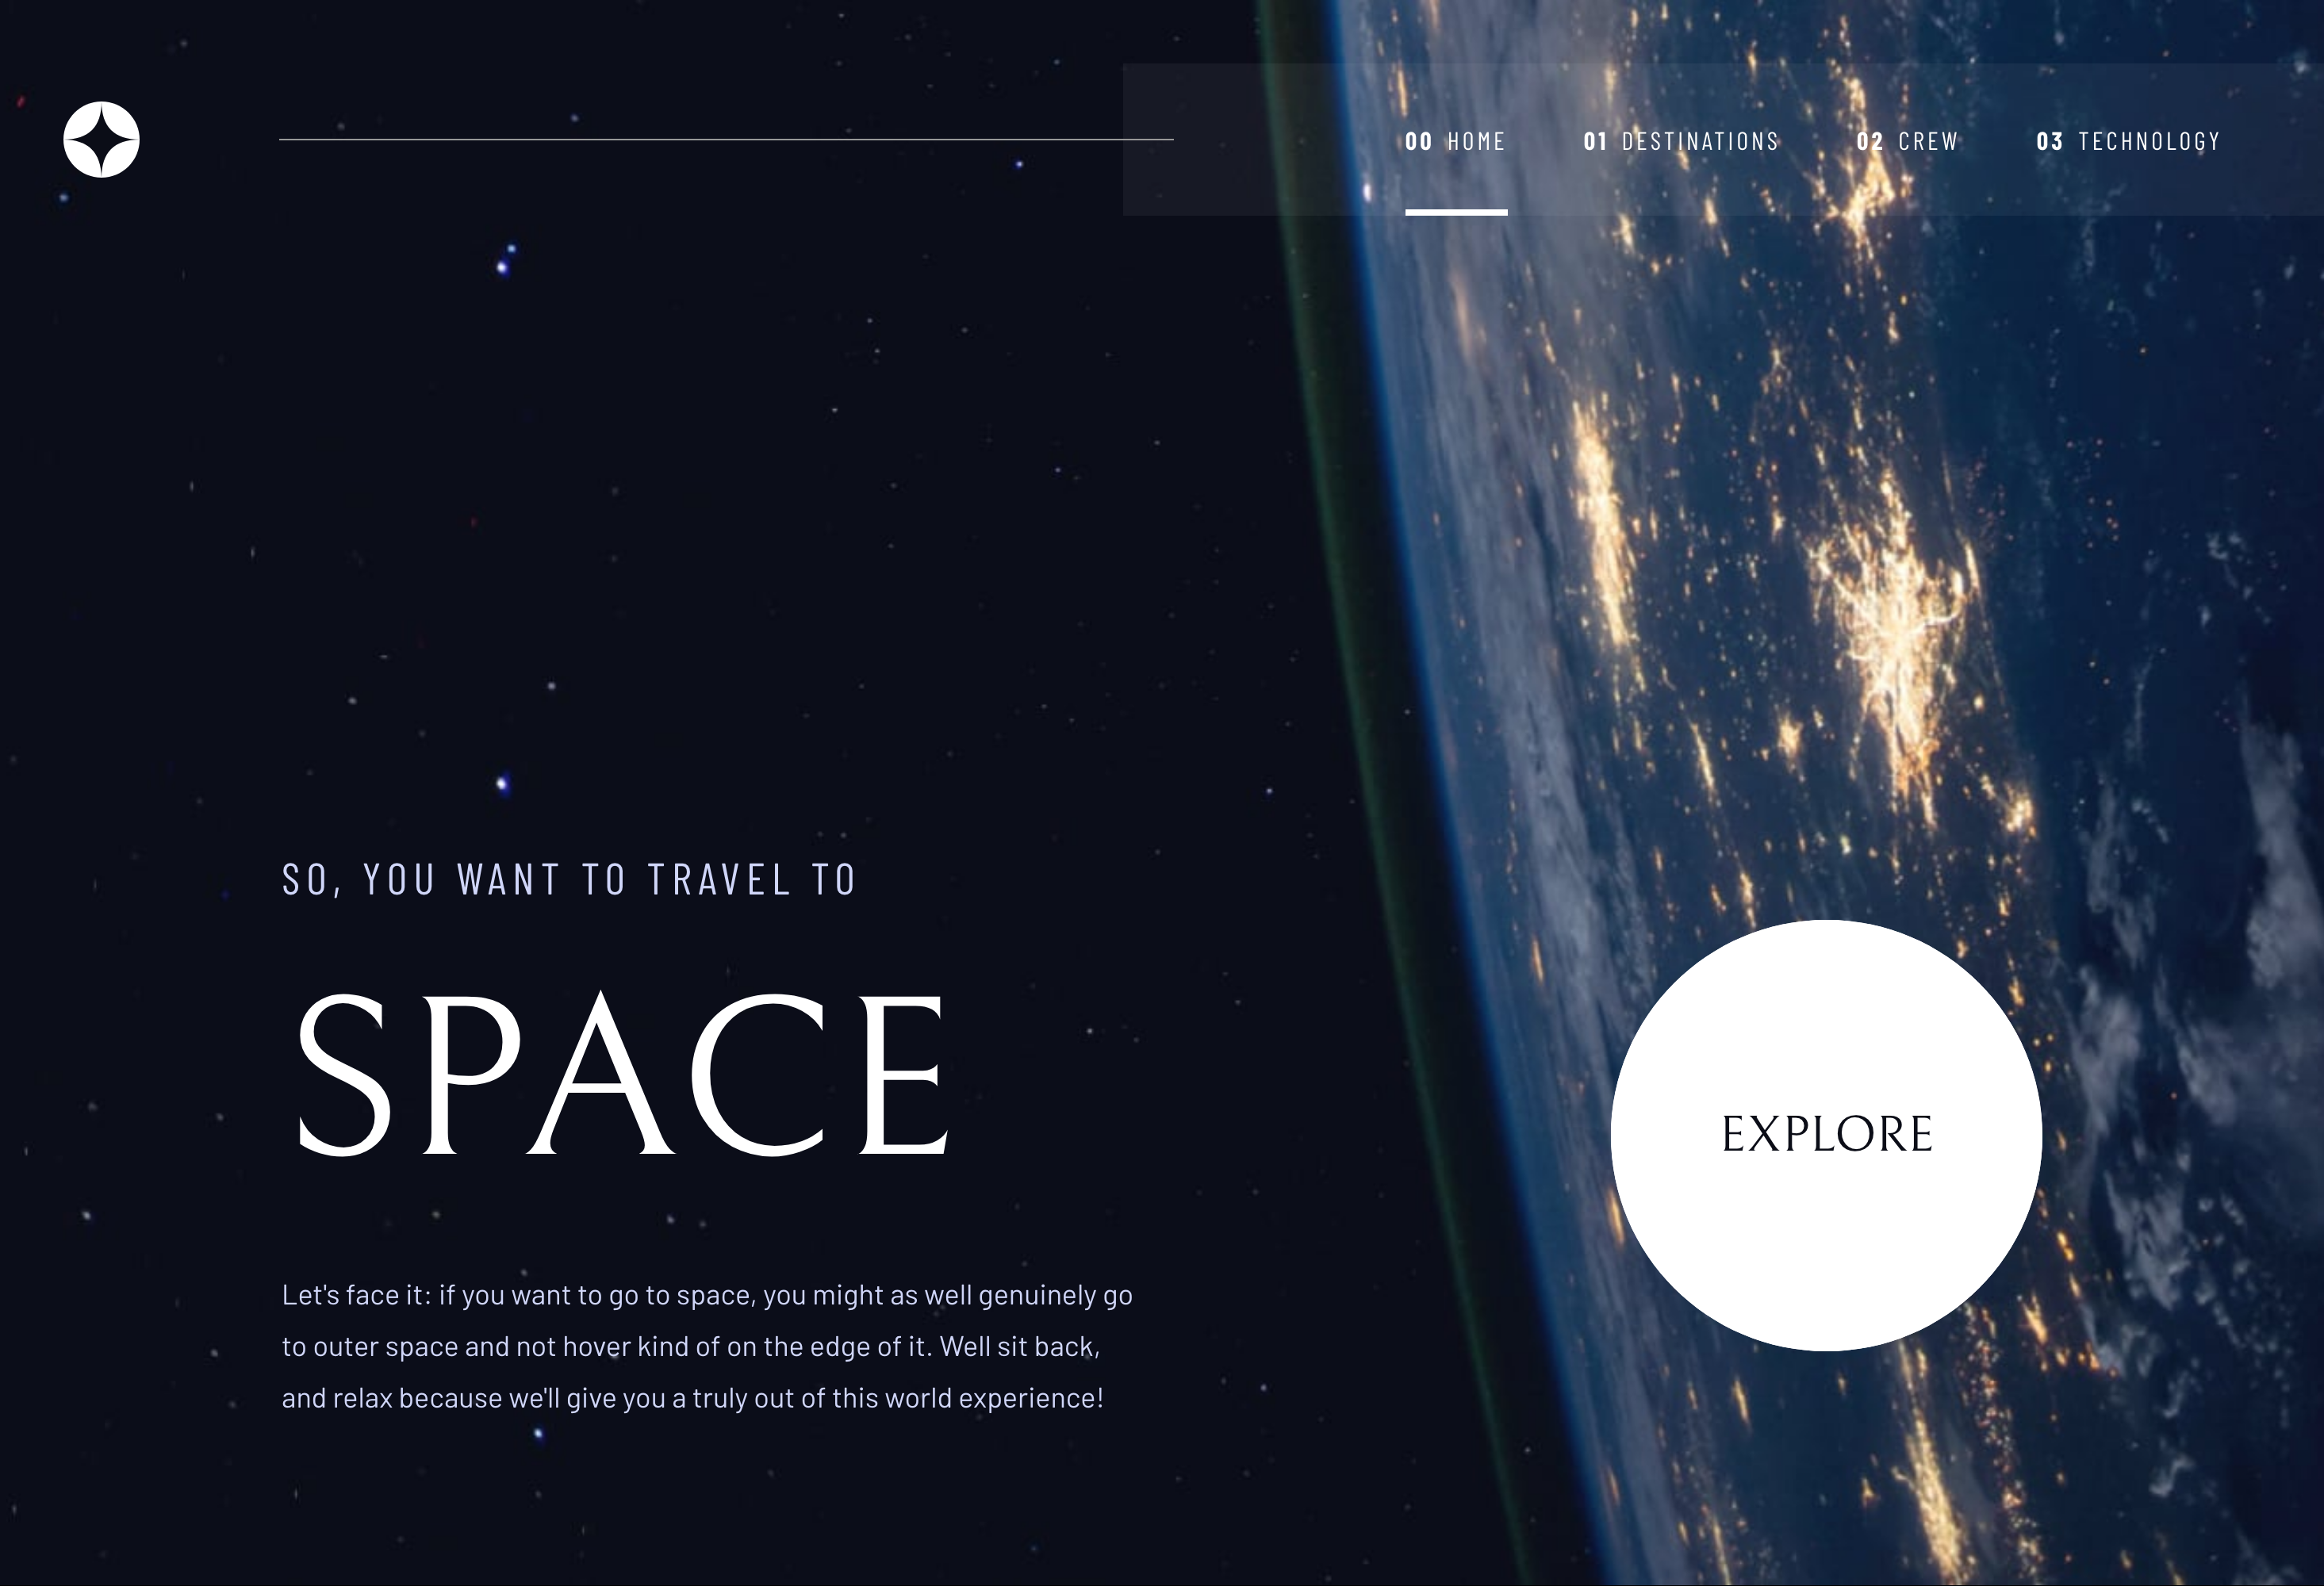 00 HOME 01 DESTINATIONS 02 CREW 03 TECHNOLOGY
SO, YOU WANT TO TRAVEL TO
SPACE
Let's face it: if you want to go to space, you might as well genuinely go
to outer space and not hover kind of on the edge of it. Well sit back,
and relax because we'll give you a truly out of this world experience!
EXPLORE